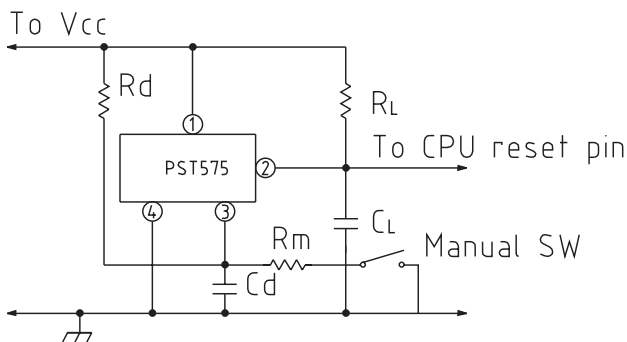 To Vcc
Rd
RL
1
To CPU reset pin
PST575
2
4
3
CL
Rm
Manual SW
Cd